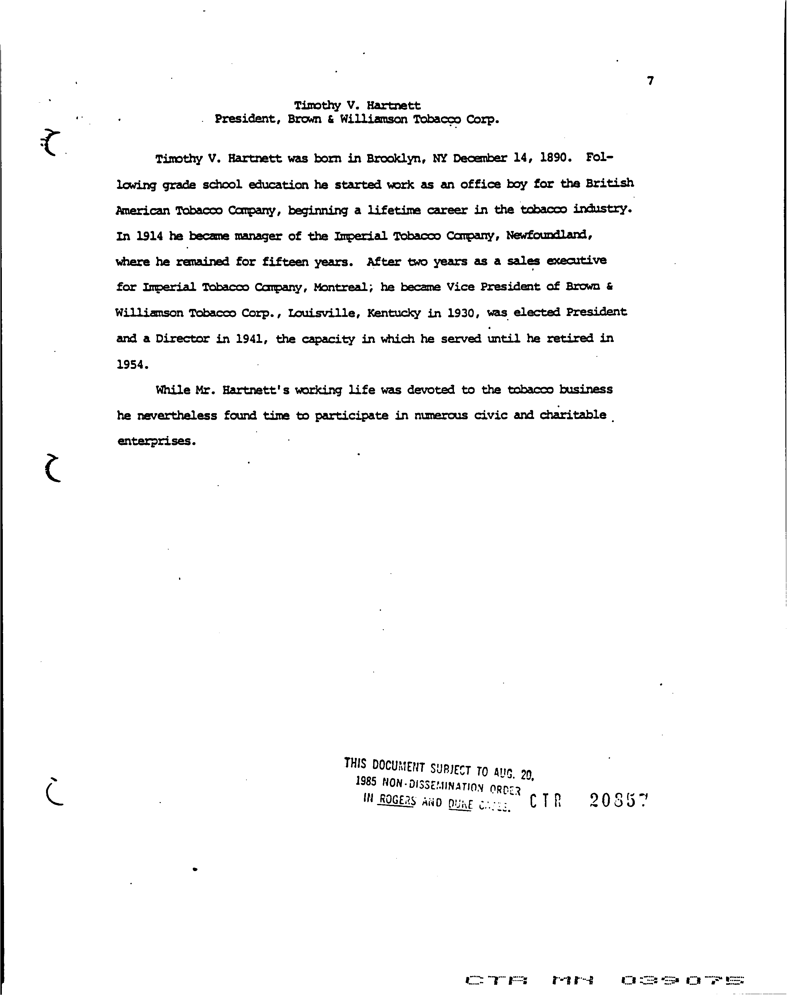 7
Timothy V. Hartnett
President, Brown & Williamson Tobacco Corp.
Timothy V. Hartnett was born in Brooklyn, NY December 14, 1890. Fol-
lowing grade school education he started work as an office boy for the British
American Tobacco Company, beginning a lifetime career in the tobacco industry.
In 1914 he became manager of the Imperial Tobacco Company, Newfoundland,
where he remained for fifteen years. After two years as a sales executive
for Imperial Tobacco Company, Montreal; he became Vice President of Brown &
Williamson Tobacco Corp., Louisville, Kentucky in 1930, was elected President
and a Director in 1941, the capacity in which he served until he retired in
1954.
While Mr. Hartnett's working life was devoted to the tobacco business
he nevertheless found time to participate in numerous civic and charitable
enterprises.
THIS DOCUMENT SUBJECT TO AUG. 20,
1985 NON-DISSEMINATION ORDER
IN ROGERS AND DUKE
CTR
CTR MN 039075